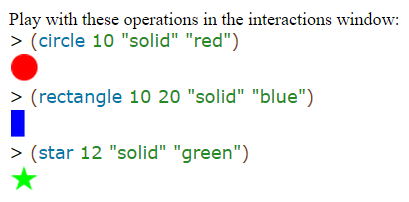 Play with these operations in the interactions window:
> (circle 10 "solid" "red")
> (rectangle 10 20 "solid" "blue")
> (star 12 "solid" "green")